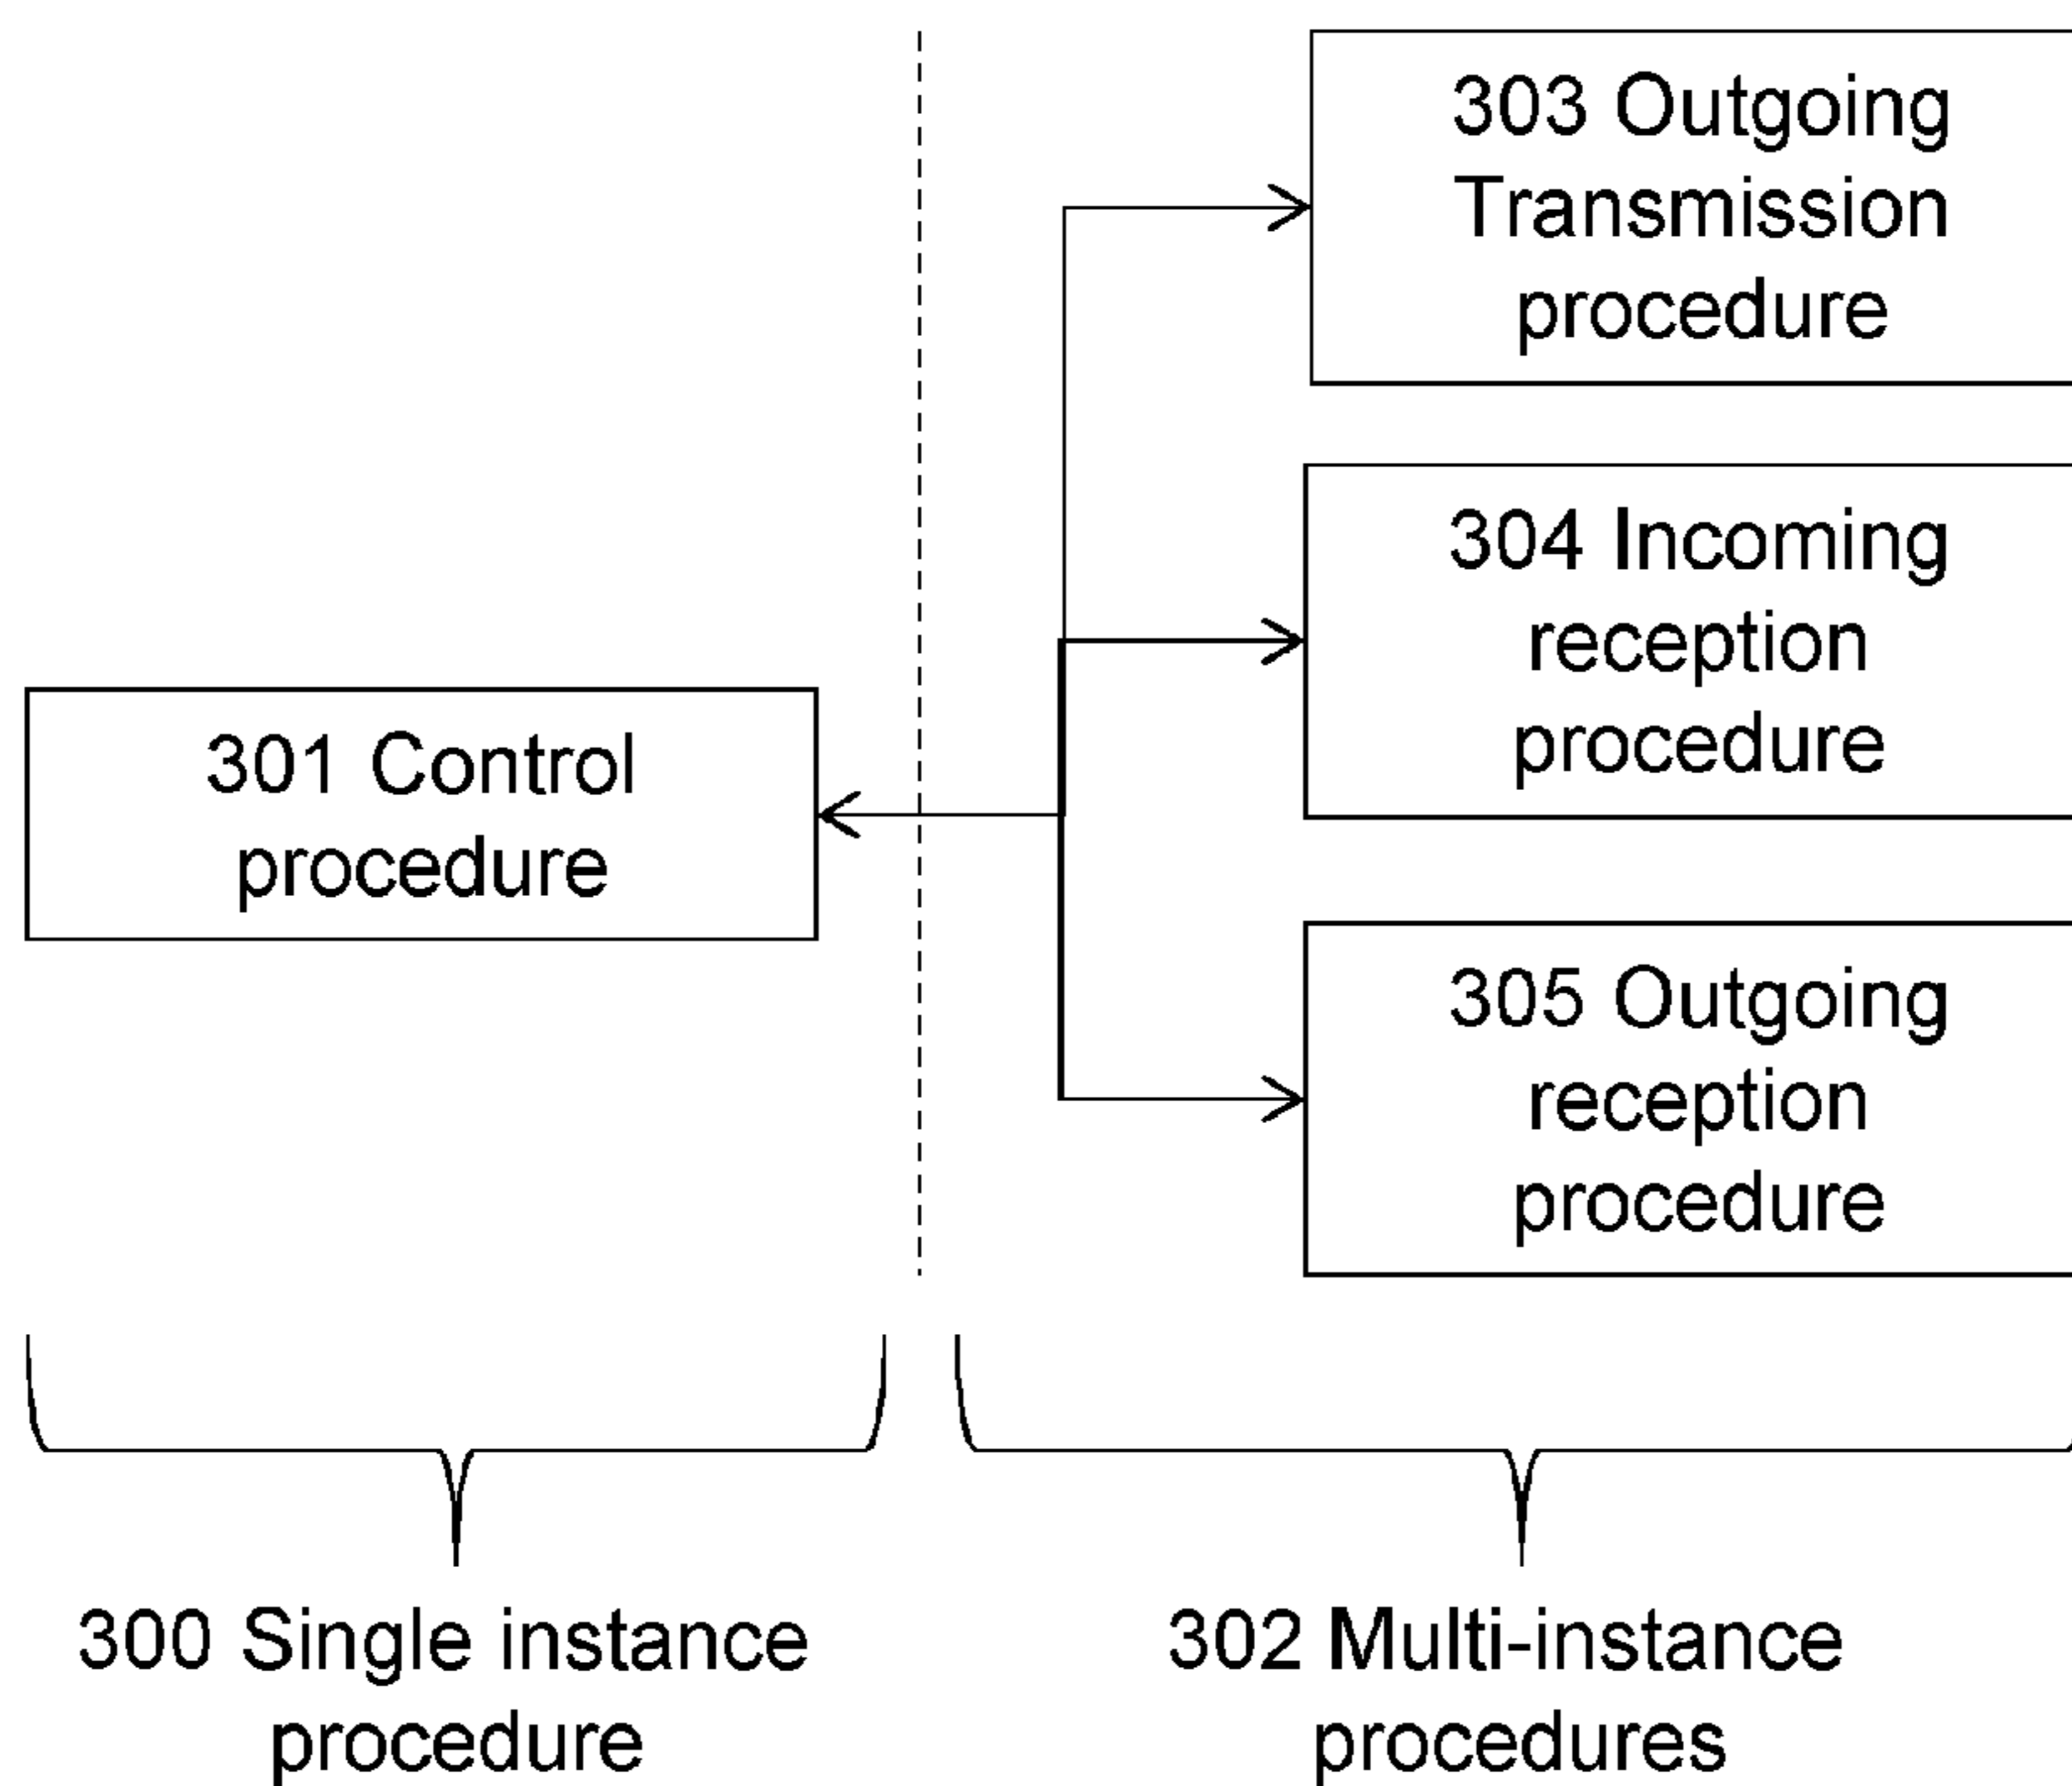 303 Outgoing
Transmission
procedure
304 Incoming
reception
procedure
301 Control
procedure
305 Outgoing
reception
procedure
300 Single instance
procedure
302 Multi-instance
procedures